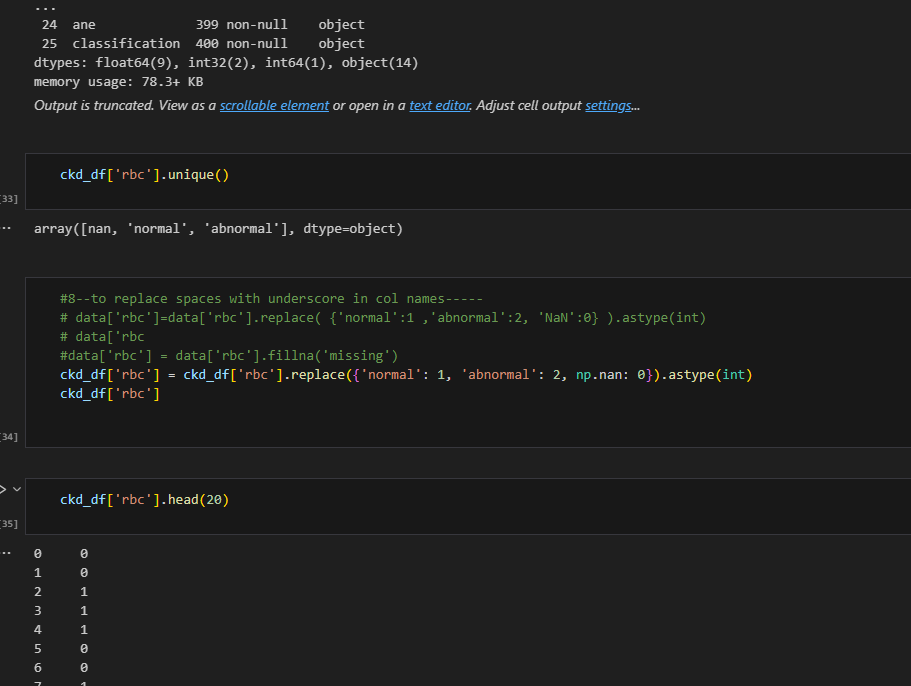 ...
24 ane 399 non-null object
25 classification 400 non-null object
dtypes: float64(9), int32(2), int64(1), object(14)
memory usage: 78.3+ KB
Output is truncated. View as a scrollable element or open in a text editor. Adjust cell output settings...
ckd_df['rbc'].unique()
[33]
... array([nan, 'normal', 'abnormal'], dtype=object)
#8--to replace spaces with underscore in col names-----
# data['rbc']=data['rbc'].replace( {'normal':1 ,'abnormal':2, 'NaN':0} ).astype(int)
# data['rbc
#data['rbc'] = data['rbc'].fillna('missing')
ckd_df['rbc'] = ckd_df['rbc'].replace({'normal': 1, 'abnormal': 2, np.nan: 0}).astype(int)
ckd_df['rbc']
[34]
ckd_df['rbc'].head(20)
[35]
... 0 0
1 0
2 1
3 1
4 1
5 0
6 0
7 1